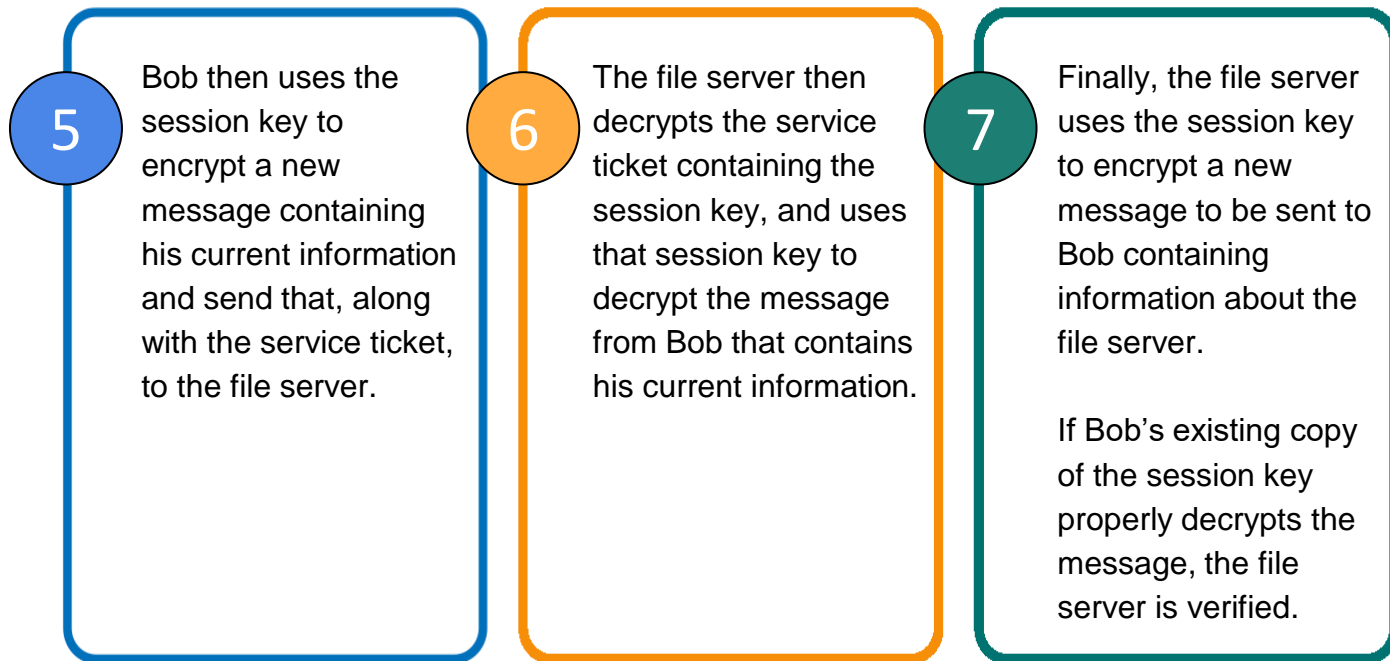 5
Bob then uses the
session key to
encrypt a new
message containing
his current information
and send that, along
with the service ticket,
to the file server.
6
The file server then
decrypts the service
ticket containing the
session key, and uses
that session key to
decrypt the message
from Bob that contains
his current information.
7
Finally, the file server
uses the session key
to encrypt a new
message to be sent to
Bob containing
information about the
file server.
If Bob’s existing copy
of the session key
properly decrypts the
message, the file
server is verified.